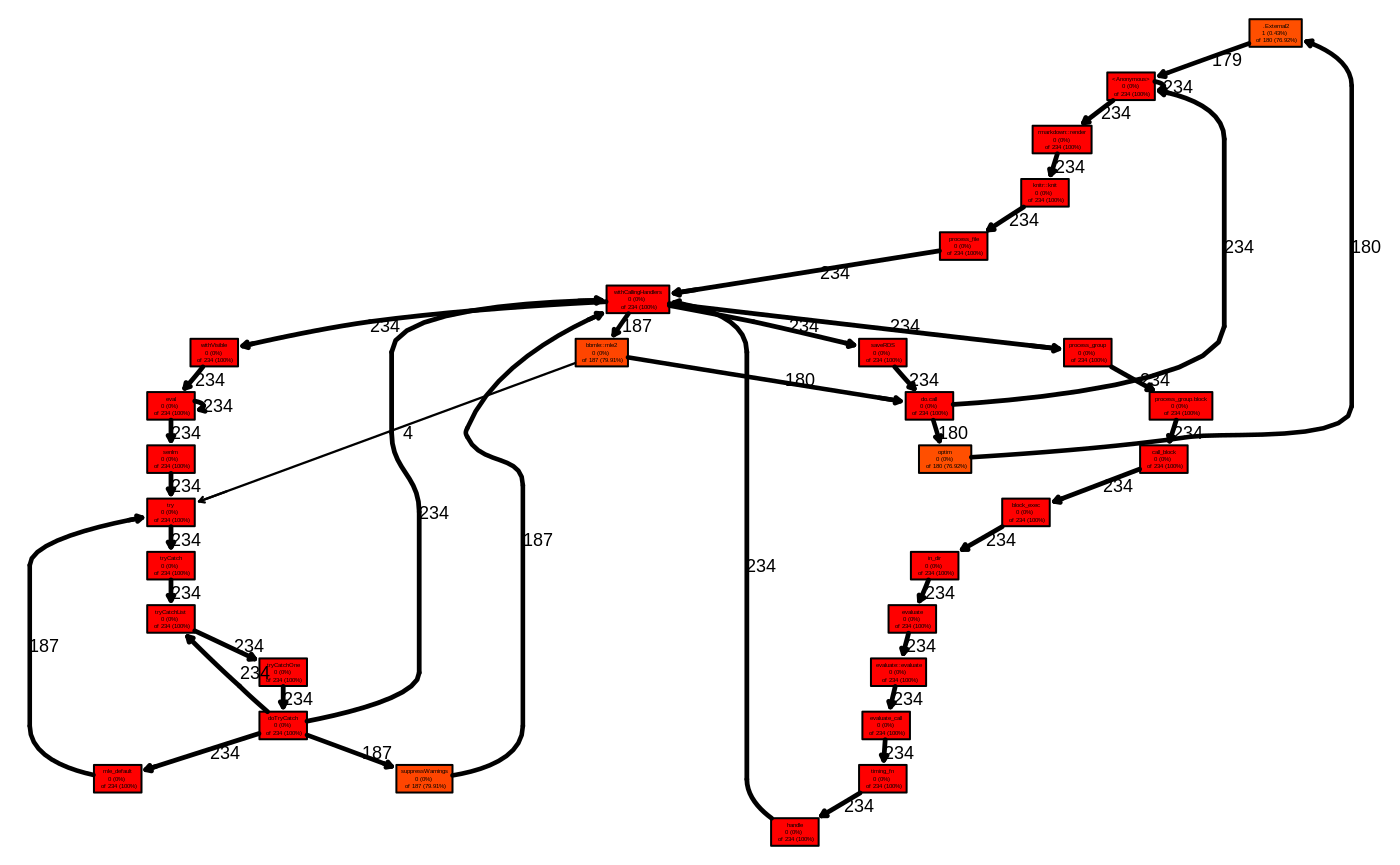 .External2
1 (0.43%)
of 180 (76.92%)
179
<Anonymous>
0 (0%)
of 234 (100%)
234
234
rmarkdown::render
0 (0%)
of 234 (100%)
234
knitr::knit
0 (0%)
of 234 (100%)
234
process_file
0 (0%)
of 234 (100%)
234
180
234
withCallingHandlers
0 (0%)
of 234 (100%)
234
187
234
234
withVisible
0 (0%)
of 234 (100%)
bbmle::mle2
0 (0%)
of 187 (79.91%)
saveRDS
0 (0%)
of 234 (100%)
process_group
0 (0%)
of 234 (100%)
234
180
234
234
eval
0 (0%)
of 234 (100%)
234
do.call
0 (0%)
of 234 (100%)
process_group.block
0 (0%)
of 234 (100%)
234
4
180
234
0 (0%)
of 234 (100%)
optim
0 (0%)
of 180 (76.92%)
call_block
0 (0%)
of 234 (100%)
234
234
try
0 (0%)
of 234 (100%)
block_exec
0 (0%)
of 234 (100%)
234
234
187
234
tryCatch
0 (0%)
of 234 (100%)
in_dir
0 (0%)
of 234 (100%)
234
234
234
tryCatchList
0 (0%)
of 234 (100%)
evaluate
0 (0%)
of 234 (100%)
187
234
234
234
tryCatchOne
0 (0%)
of 234 (100%)
evaluate::evaluate
0 (0%)
of 234 (100%)
234
234
doTryCatch
0 (0%)
of 234 (100%)
evaluate_call
0 (0%)
of 234 (100%)
234
187
234
mle_default
0 (0%)
of 234 (100%)
suppressWarnings
0 (0%)
of 187 (79.91%)
timing_fn
0 (0%)
of 234 (100%)
234
handle
0 (0%)
of 234 (100%)